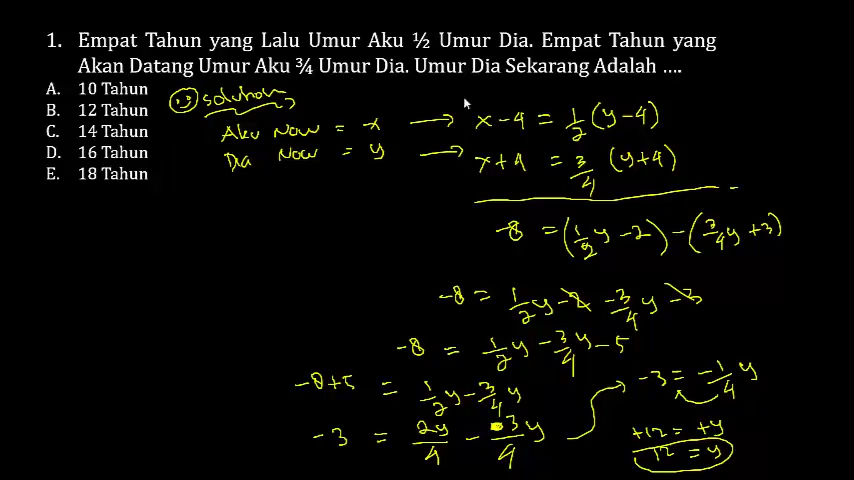 1. Empat Tahun yang Lalu Umur Aku ½ Umur Dia. Empat Tahun yang
Akan Datang Umur Aku ¾ Umur Dia. Umur Dia Sekarang Adalah ....
A. 10 Tahun
B. 12 Tahun
C. 14 Tahun
D. 16 Tahun
E. 18 Tahun
solution
Aku Now = x → x - 4 = 1/2 (y - 4)
Dia Now = y → x + 4 = 3/4 (y + 4)
-8 = (1/2 y - 2) - (3/4 y + 3)
-8 = 1/2 y - 2 - 3/4 y - 3
-8 = 1/2 y - 3/4 y - 5
-8 + 5 = 1/2 y - 3/4 y
-3 = 2y/4 - 3y/4
-3 = -1/4 y
+12 = +y
12 = y